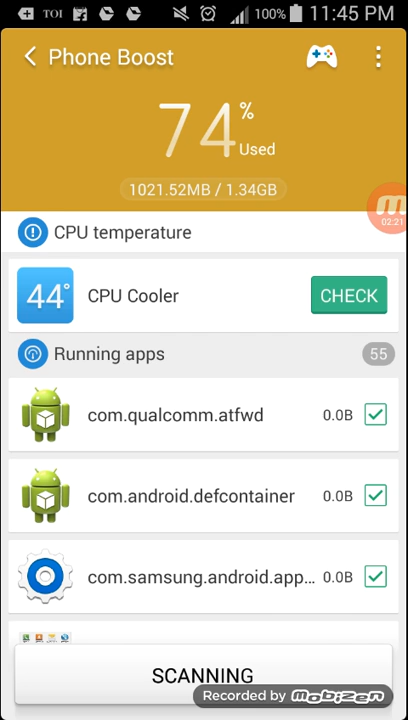 TOI 100% 11:45 PM
Phone Boost
74%
Used
1021.52MB / 1.34GB
02:21
CPU temperature
44°
CPU Cooler
CHECK
Running apps
55
com.qualcomm.atfwd
0.0B
com.android.defcontainer
0.0B
com.samsung.android.app...
0.0B
SCANNING
Recorded by Mobizen